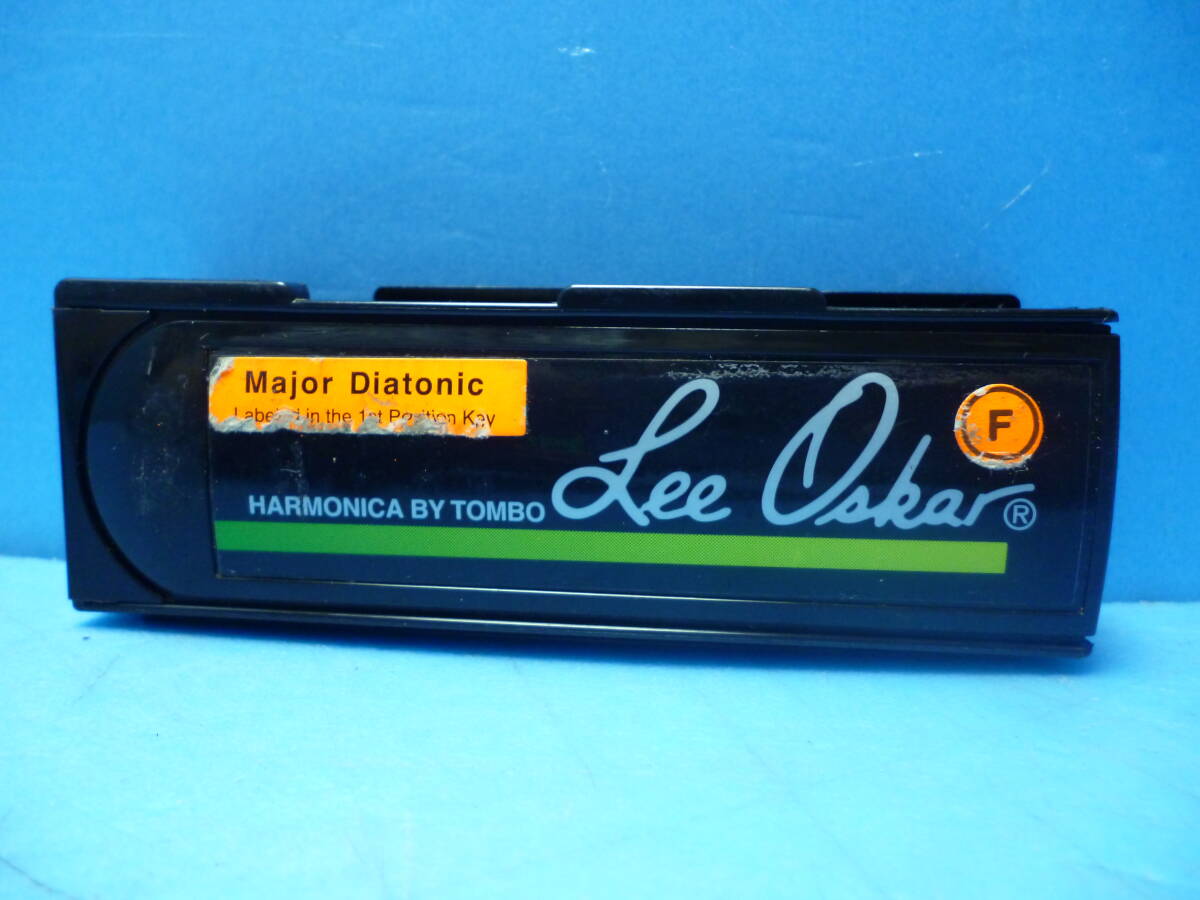 Major Diatonic
Labeled in the 1st Position Key
F
Lee Oskar®
HARMONICA BY TOMBO